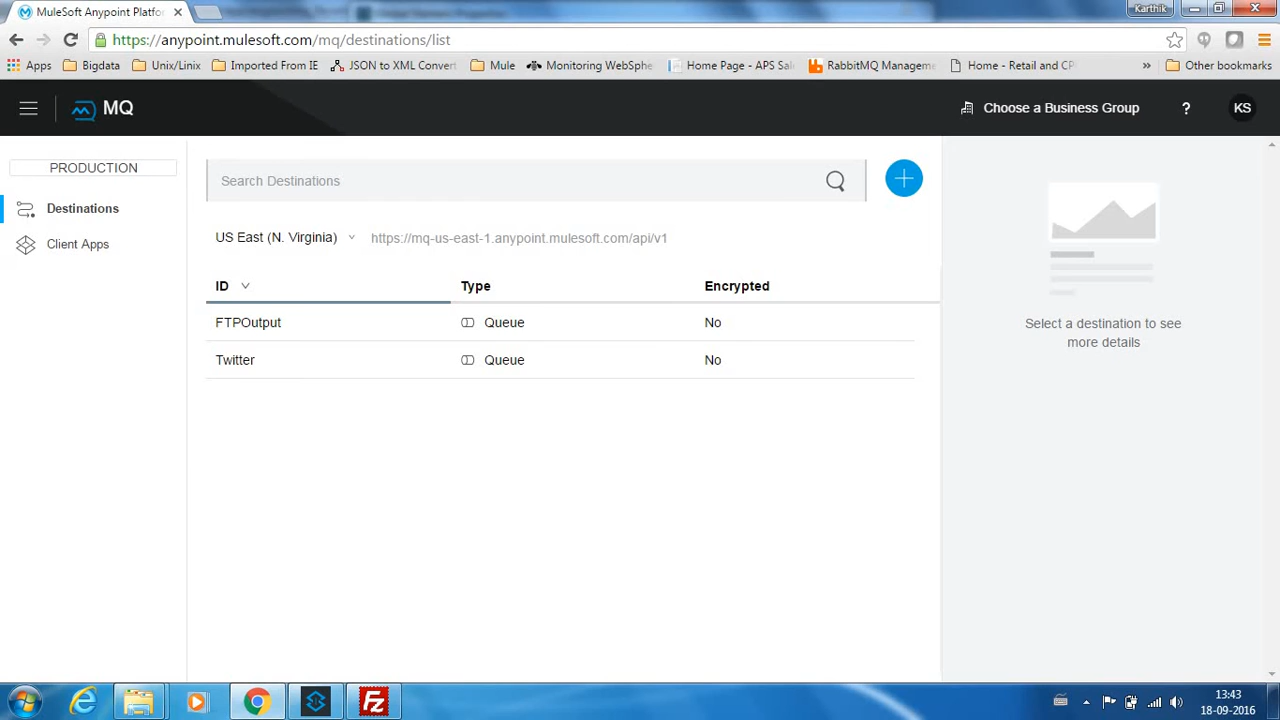 MuleSoft Anypoint Platfor
Karthik
https://anypoint.mulesoft.com/mq/destinations/list
Apps Bigdata Unix/Linux Imported From IE JSON to XML Convert Mule Monitoring WebSphe Home Page - APS Sal RabbitMQ Manageme Home - Retail and CP » Other bookmarks
MQ
Choose a Business Group ? KS
PRODUCTION
Destinations
Client Apps
Search Destinations
US East (N. Virginia) https://mq-us-east-1.anypoint.mulesoft.com/api/v1
ID Type Encrypted
FTPOutput Queue No
Twitter Queue No
Select a destination to see
more details
13:43
18-09-2016